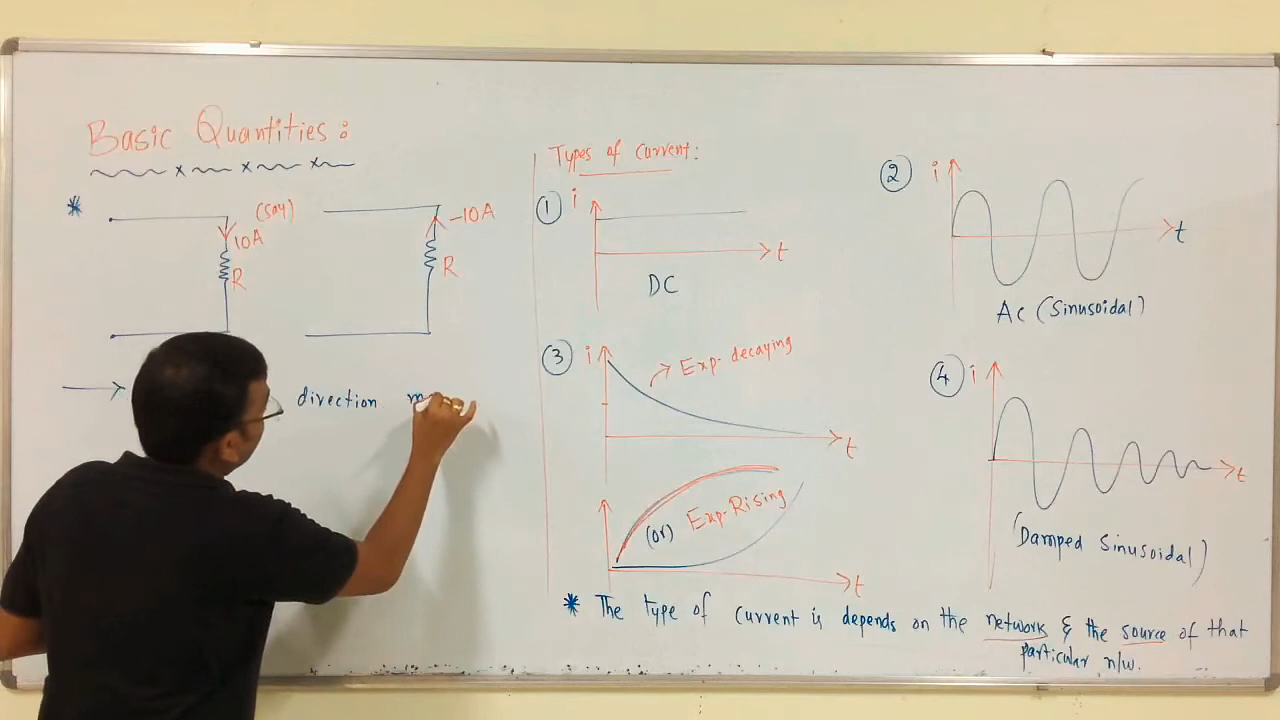 Basic Quantities:
*
(say)
10A
R
-10A
R
direction
Types of current:
①
i
t
DC
②
i
t
Ac (Sinusoidal)
③
i
Exp. decaying
t
(or) Exp. Rising
t
④
i
t
(Damped Sinusoidal)
* The type of current is depends on the network & the source of that
particular n/w.